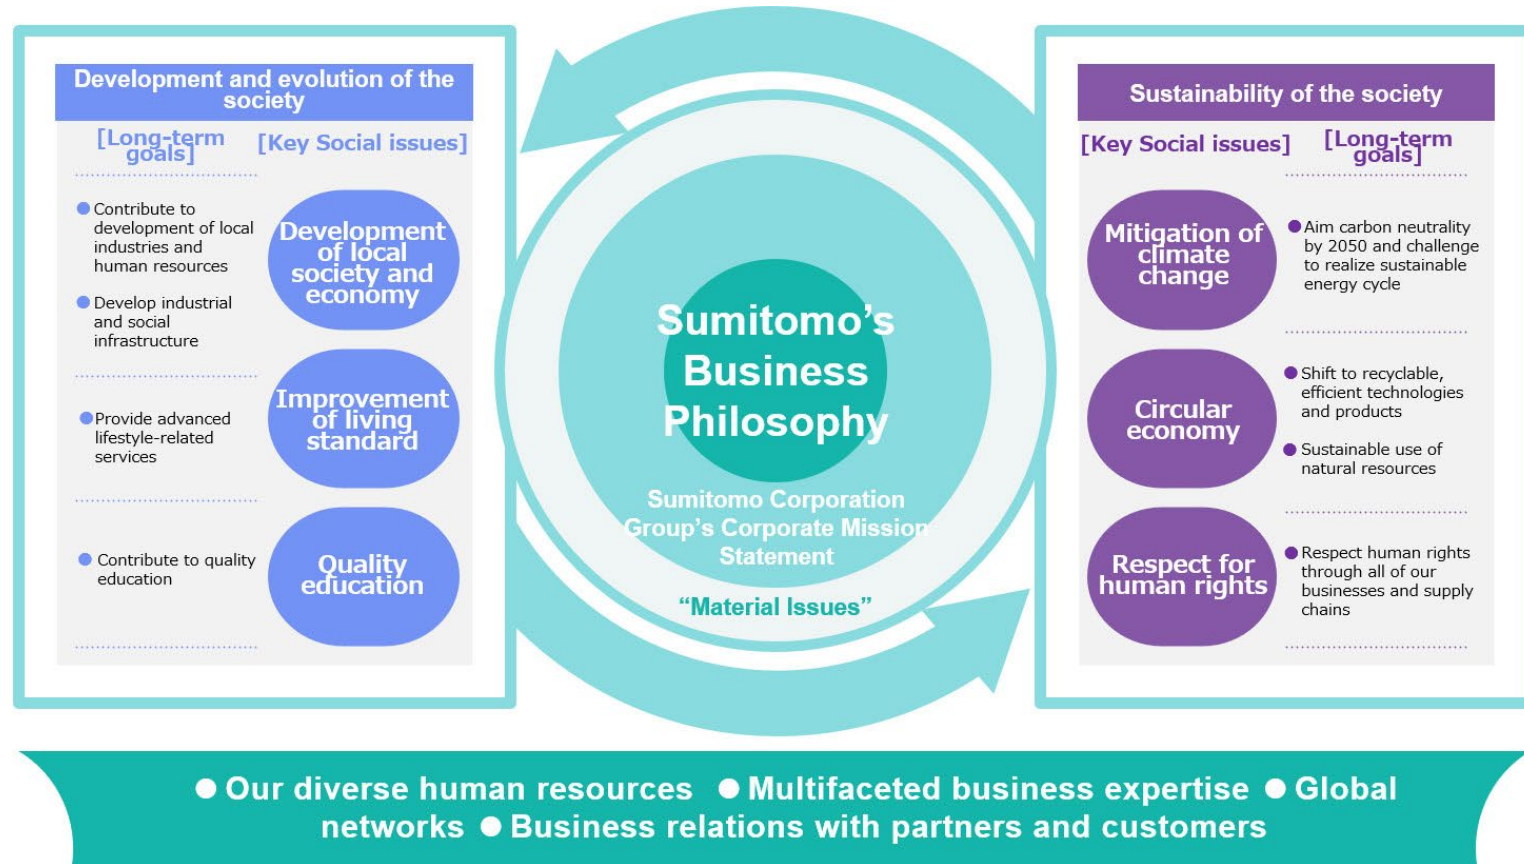 Development and evolution of the
society
[Long-term
goals]
[Key Social issues]
Contribute to
development of local
industries and
human resources
Develop industrial
and social
infrastructure
Development
of local
society and
economy
Provide advanced
lifestyle-related
services
Improvement
of living
standard
Contribute to quality
education
Quality
education
Sumitomo’s
Business
Philosophy
Sumitomo Corporation
Group’s Corporate Mission
Statement
“Material Issues”
Sustainability of the society
[Key Social issues]
[Long-term
goals]
Mitigation of
climate
change
Aim carbon neutrality
by 2050 and challenge
to realize sustainable
energy cycle
Circular
economy
Shift to recyclable,
efficient technologies
and products
Sustainable use of
natural resources
Respect for
human rights
Respect human rights
through all of our
businesses and supply
chains
● Our diverse human resources ● Multifaceted business expertise ● Global
networks ● Business relations with partners and customers